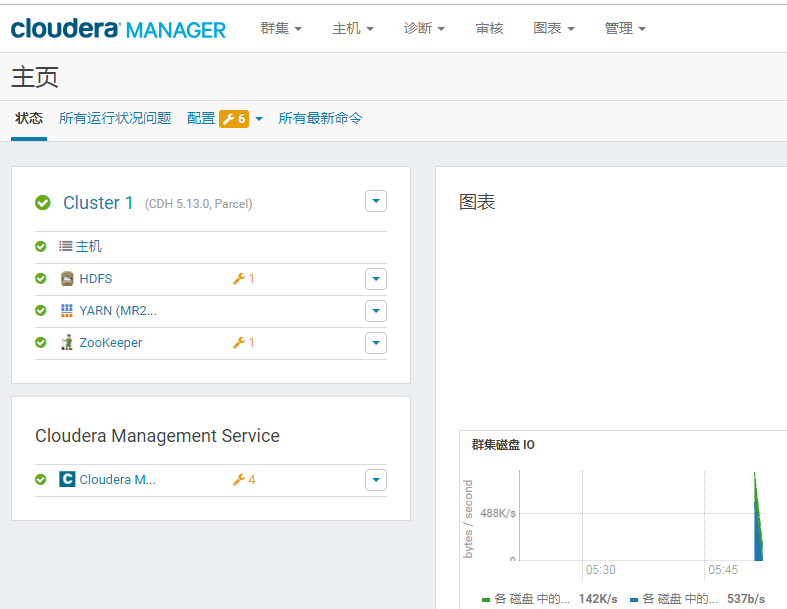 cloudera MANAGER 群集 主机 诊断 审核 图表 管理
主页
状态 所有运行状况问题 配置 6 所有最新命令
Cluster 1 (CDH 5.13.0, Parcel)
主机
HDFS 1
YARN (MR2...
ZooKeeper 1
Cloudera Management Service
C Cloudera M... 4
图表
群集磁盘 IO
bytes / second
488K/s
0
05:30 05:45
各 磁盘 中的... 142K/s 各 磁盘 中的... 537b/s